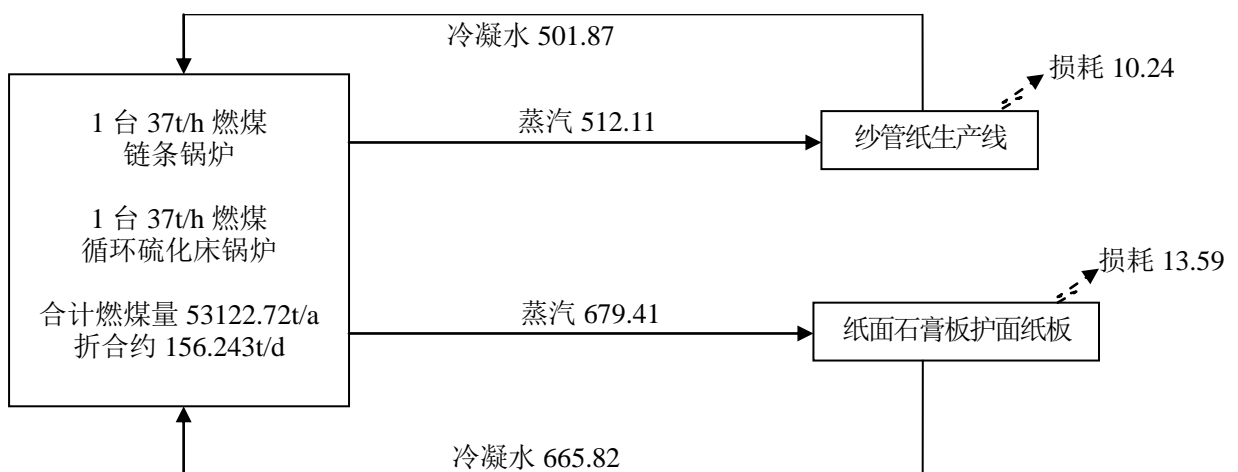 冷凝水 501.87
损耗 10.24
1 台 37t/h 燃煤
链条锅炉
蒸汽 512.11
纱管纸生产线
1 台 37t/h 燃煤
循环硫化床锅炉
损耗 13.59
合计燃煤量 53122.72t/a
折合约 156.243t/d
蒸汽 679.41
纸面石膏板护面纸板
冷凝水 665.82